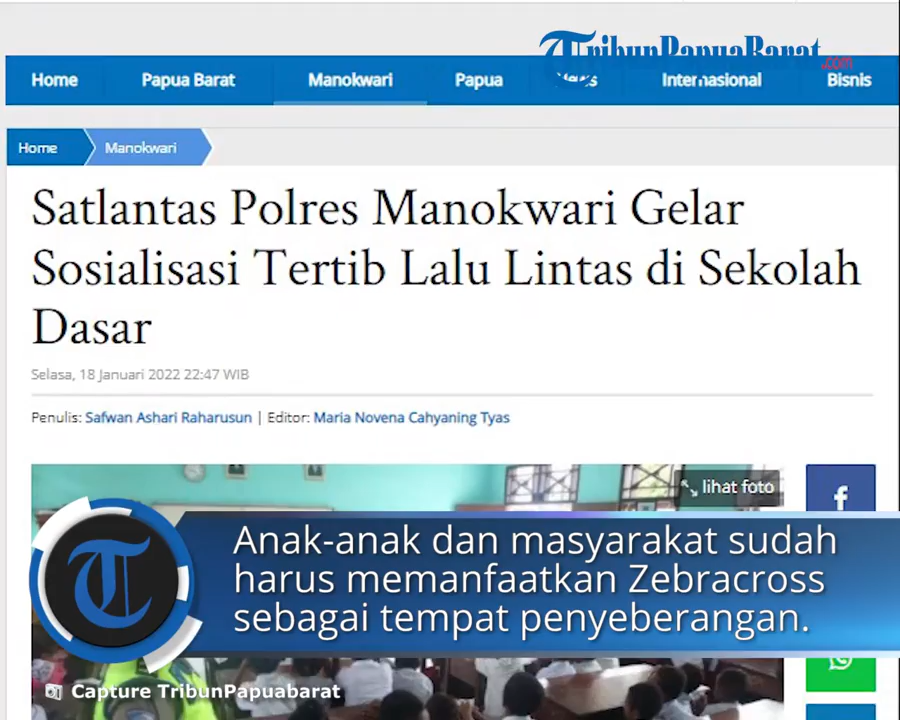 TribunPapuaBarat.com
Home Papua Barat Manokwari Papua News Internasional Bisnis
Home Manokwari
Satlantas Polres Manokwari Gelar
Sosialisasi Tertib Lalu Lintas di Sekolah
Dasar
Selasa, 18 Januari 2022 22:47 WIB
Penulis: Safwan Ashari Raharusun | Editor: Maria Novena Cahyaning Tyas
lihat foto
f
Anak-anak dan masyarakat sudah
harus memanfaatkan Zebracross
sebagai tempat penyeberangan.
T
Capture TribunPapuabarat